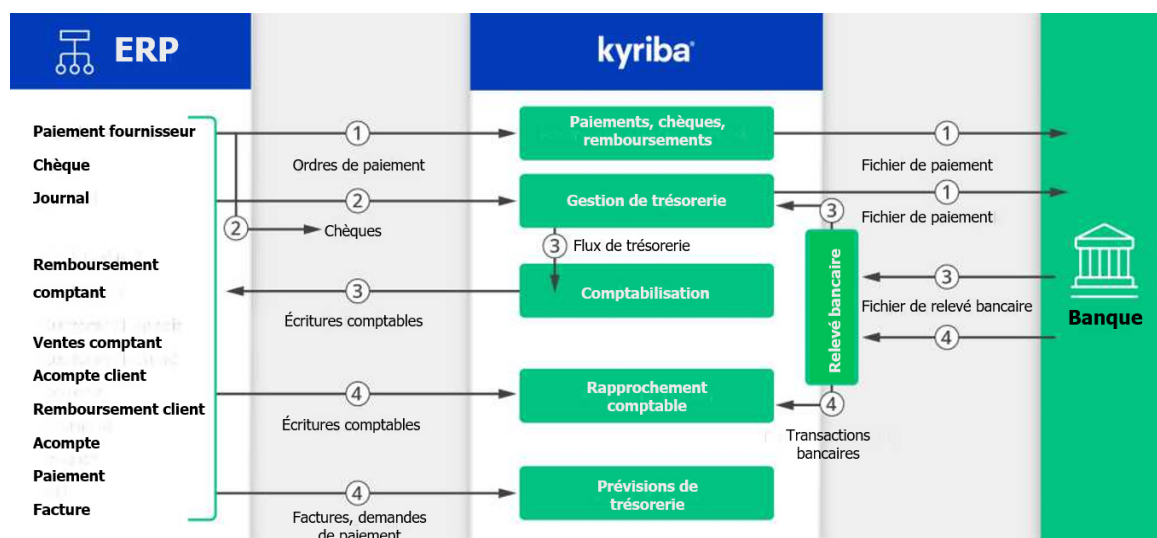 ERP
kyriba
Paiement fournisseur
Chèque
Journal
Remboursement
comptant
Ventes comptant
Acompte client
Remboursement client
Acompte
Paiement
Facture
1
Ordres de paiement
2
2
Chèques
3
Écritures comptables
4
Écritures comptables
4
Factures, demandes
de paiement
Paiements, chèques,
remboursements
Gestion de trésorerie
3
Flux de trésorerie
Comptabilisation
Rapprochement
comptable
Prévisions de
trésorerie
1
Fichier de paiement
1
Fichier de paiement
3
Relevé bancaire
3
Fichier de relevé bancaire
4
4
Transactions
bancaires
Banque